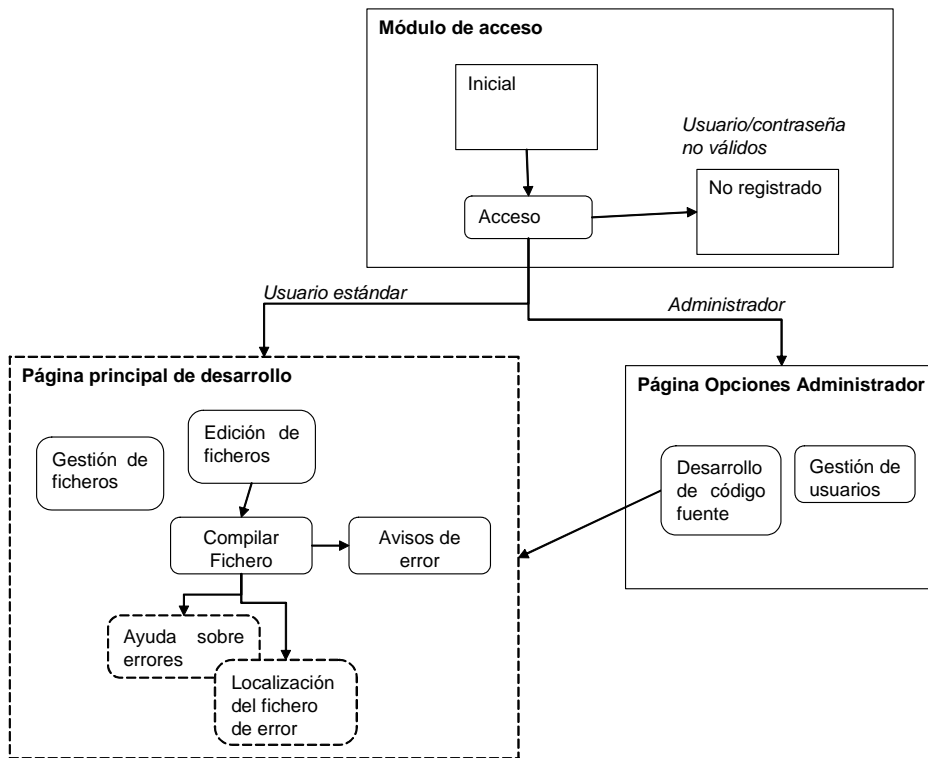 Módulo de acceso
Inicial
Usuario/contraseña
no válidos
No registrado
Acceso
Usuario estándar
Administrador
Página principal de desarrollo
Página Opciones Administrador
Edición de
ficheros
Gestión de
ficheros
Desarrollo
de código
fuente
Gestión de
usuarios
Compilar
Fichero
Avisos de
error
Ayuda sobre
errores
Localización
del fichero
de error